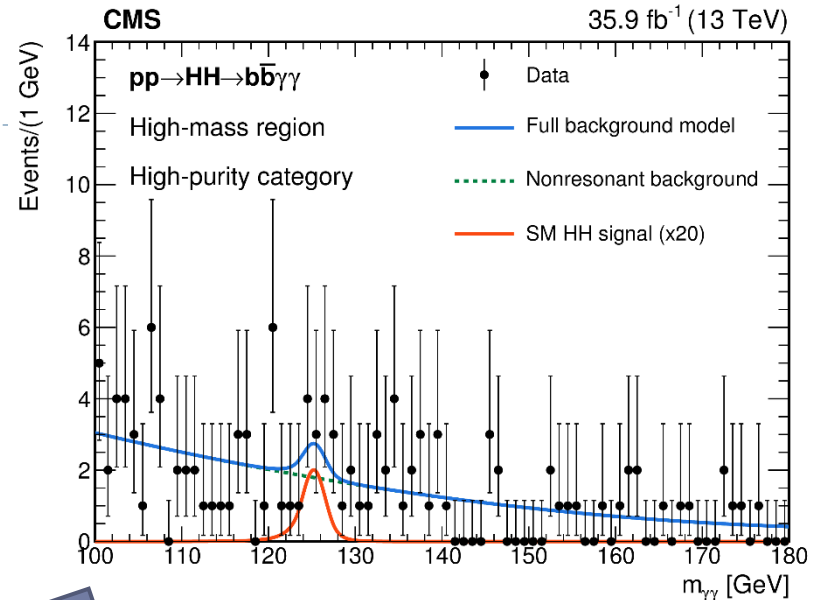 CMS
35.9 fb⁻¹ (13 TeV)
Events/(1 GeV)
14
12
10
8
6
4
2
0
pp→HH→bb̅γγ
High-mass region
High-purity category
Data
Full background model
Nonresonant background
SM HH signal (x20)
100 110 120 130 140 150 160 170 180
mγγ [GeV]